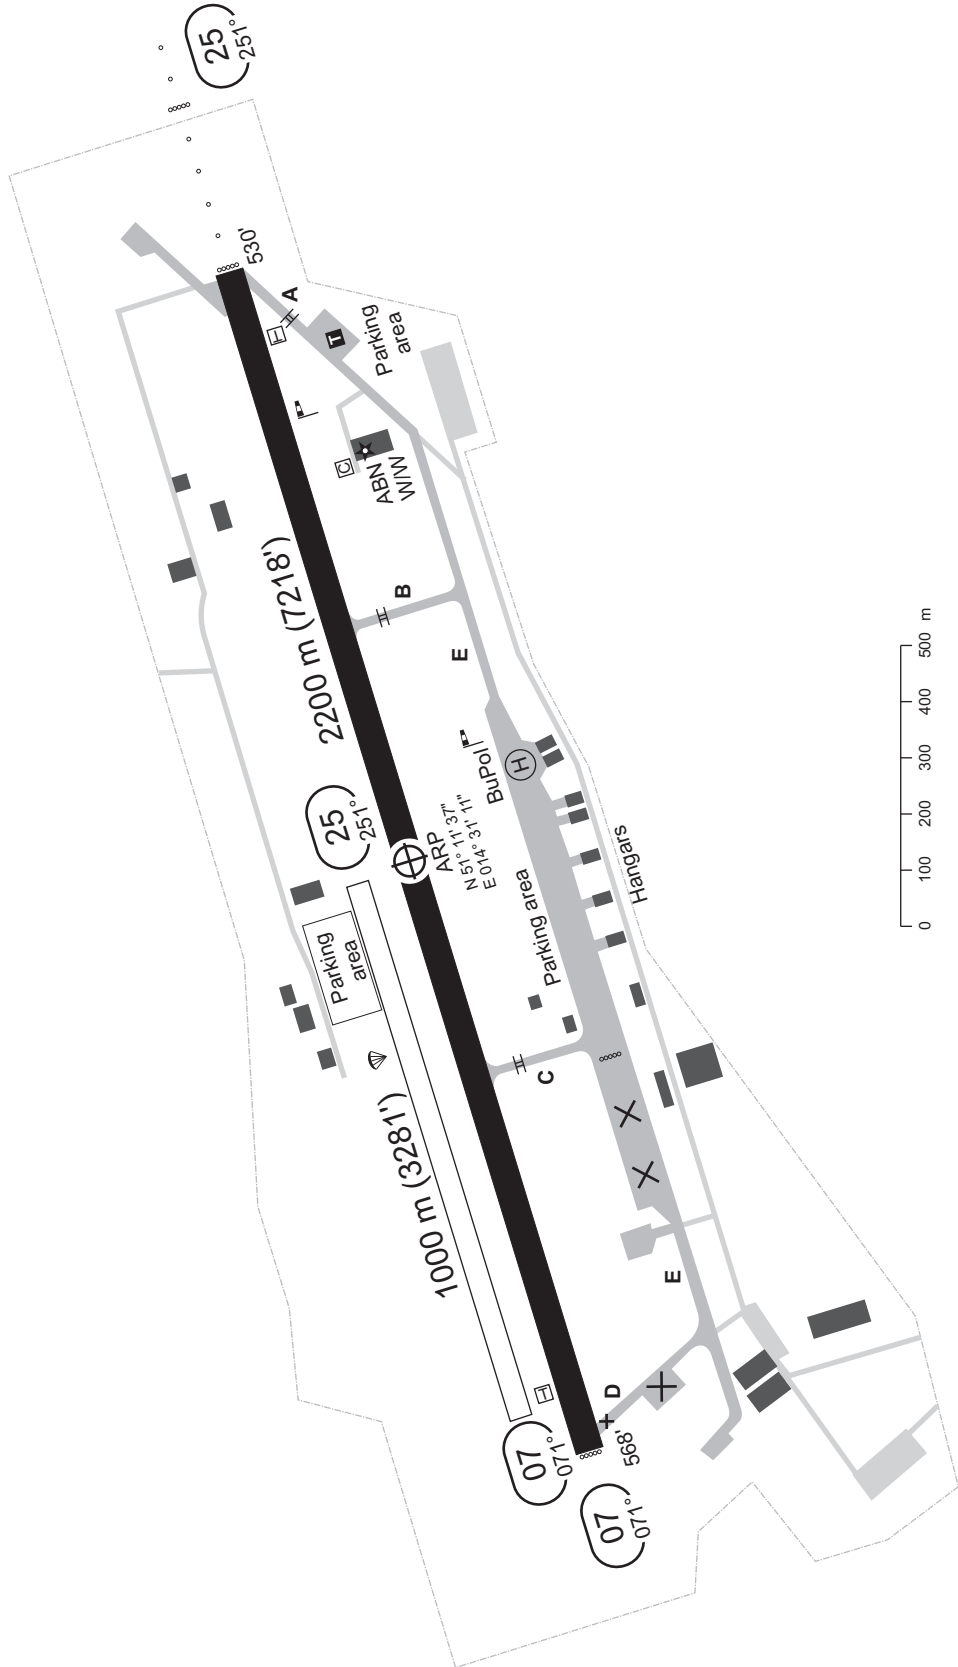 25
251°
530'
A
T
T
Parking
area
C
ABN
W/W
2200 m (7218')
B
E
BuPol
H
25
251°
ARP
N 51° 11' 37"
E 014° 31' 11"
Parking area
Hangars
Parking
area
C
1000 m (3281')
E
D
T
568'
07
071°
07
071°
0 100 200 300 400 500 m